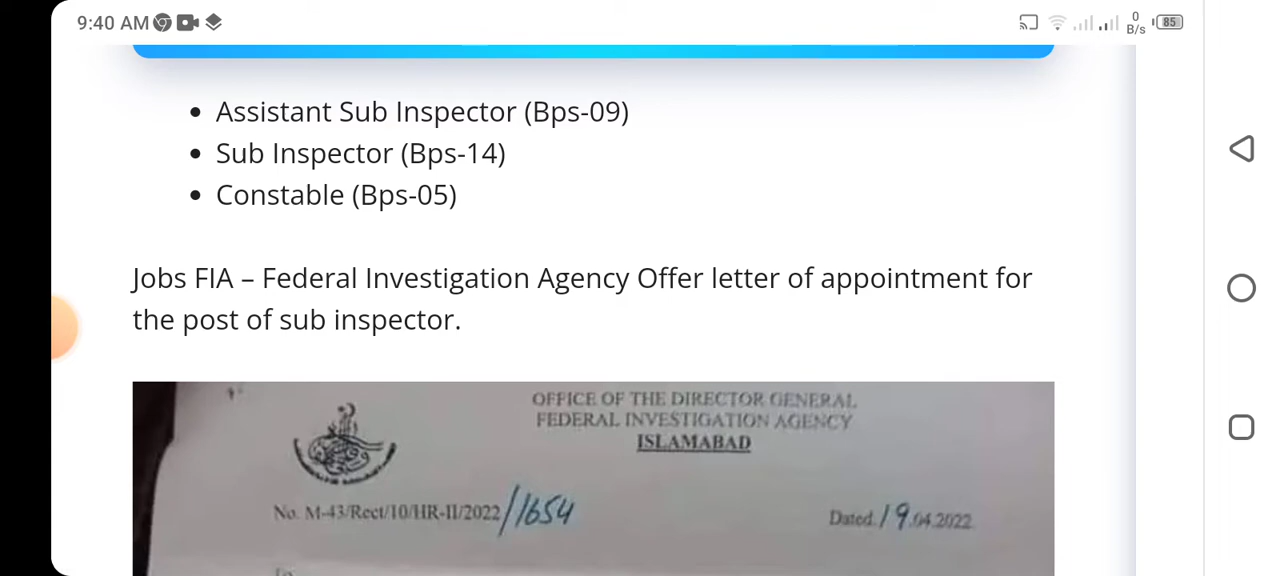 9:40 AM
0
B/s
85
• Assistant Sub Inspector (Bps-09)
• Sub Inspector (Bps-14)
• Constable (Bps-05)
Jobs FIA – Federal Investigation Agency Offer letter of appointment for
the post of sub inspector.
OFFICE OF THE DIRECTOR GENERAL
FEDERAL INVESTIGATION AGENCY
ISLAMABAD
No. M-43/Rect/10/HR-II/2022/1654
Dated.19.04.2022
To